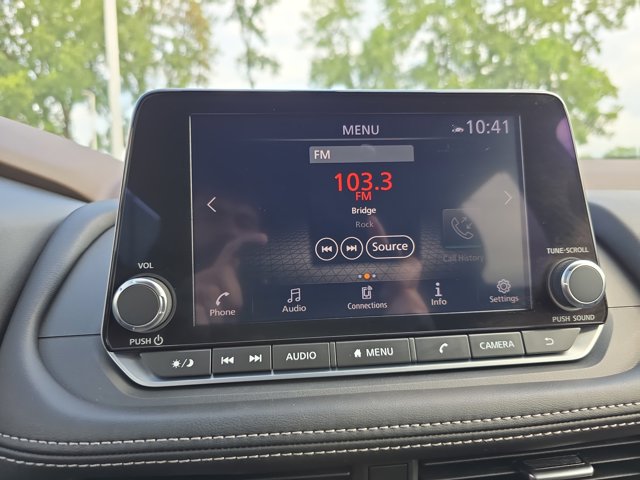 MENU
10:41
FM
103.3
FM
Bridge
Rock
Source
Call History
Phone
Audio
Connections
Info
Settings
VOL
TUNE·SCROLL
PUSH
PUSH SOUND
AUDIO
MENU
CAMERA